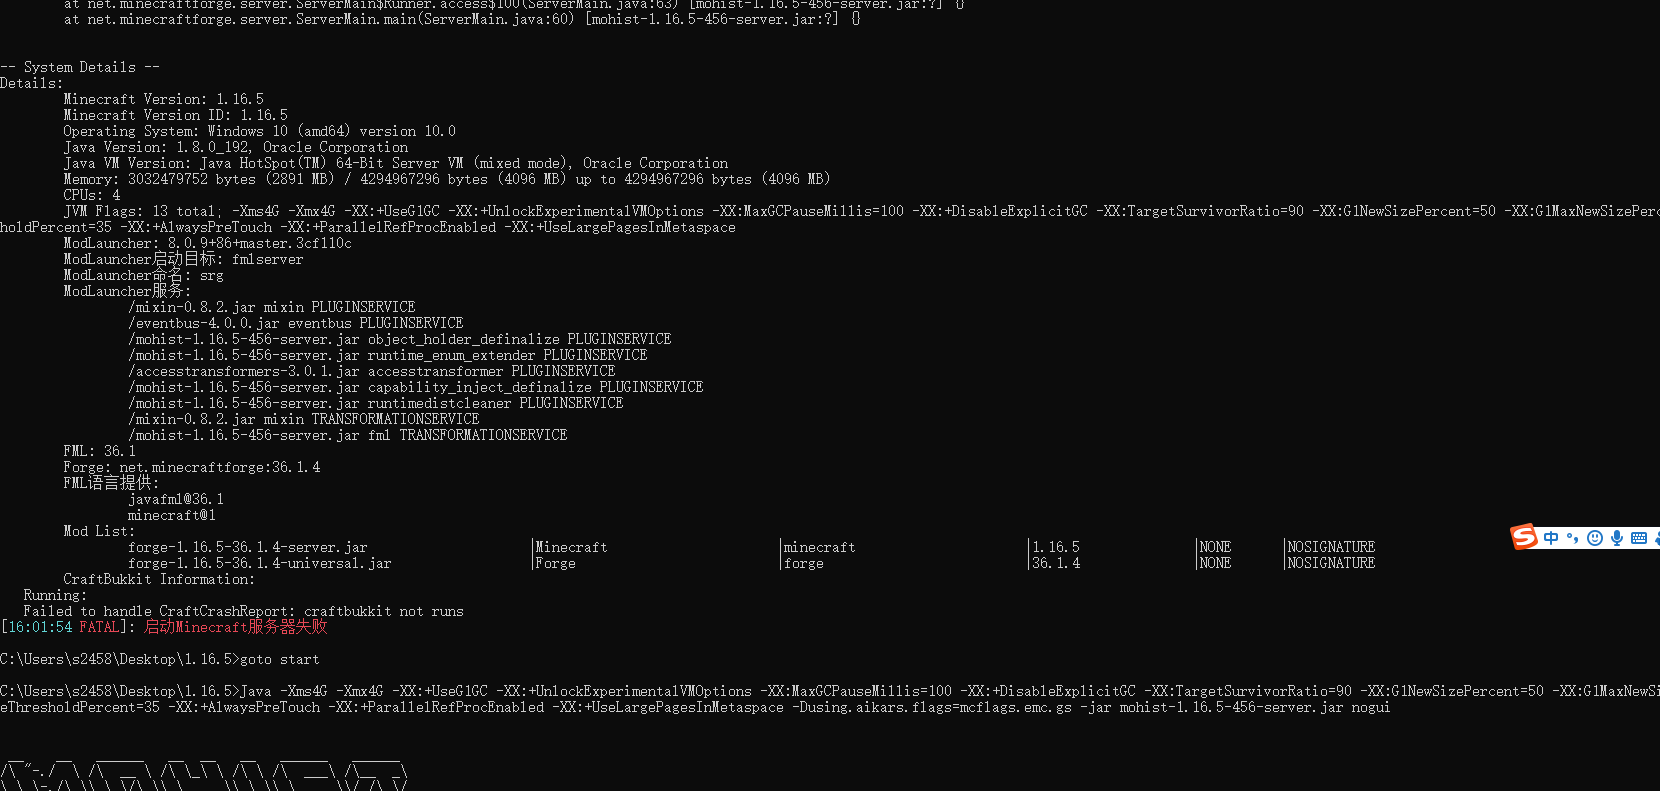 at net.minecraftforge.server.ServerMain$Runner.access$100(ServerMain.java:63) [mohist-1.16.5-456-server.jar:?] {}
at net.minecraftforge.server.ServerMain.main(ServerMain.java:60) [mohist-1.16.5-456-server.jar:?] {}
-- System Details --
Details:
Minecraft Version: 1.16.5
Minecraft Version ID: 1.16.5
Operating System: Windows 10 (amd64) version 10.0
Java Version: 1.8.0_192, Oracle Corporation
Java VM Version: Java HotSpot(TM) 64-Bit Server VM (mixed mode), Oracle Corporation
Memory: 3032479752 bytes (2891 MB) / 4294967296 bytes (4096 MB) up to 4294967296 bytes (4096 MB)
CPUs: 4
JVM Flags: 13 total; -Xms4G -Xmx4G -XX:+UseG1GC -XX:+UnlockExperimentalVMOptions -XX:MaxGCPauseMillis=100 -XX:+DisableExplicitGC -XX:TargetSurvivorRatio=90 -XX:G1NewSizePercent=50 -XX:G1MaxNewSizePerc
holdPercent=35 -XX:+AlwaysPreTouch -XX:+ParallelRefProcEnabled -XX:+UseLargePagesInMetaspace
ModLauncher: 8.0.9+86+master.3cf110c
ModLauncher启动目标: fmlserver
ModLauncher命名: srg
ModLauncher服务:
/mixin-0.8.2.jar mixin PLUGINSERVICE
/eventbus-4.0.0.jar eventbus PLUGINSERVICE
/mohist-1.16.5-456-server.jar object_holder_definalize PLUGINSERVICE
/mohist-1.16.5-456-server.jar runtime_enum_extender PLUGINSERVICE
/accesstransformers-3.0.1.jar accesstransformer PLUGINSERVICE
/mohist-1.16.5-456-server.jar capability_inject_definalize PLUGINSERVICE
/mohist-1.16.5-456-server.jar runtimedistcleaner PLUGINSERVICE
/mixin-0.8.2.jar mixin TRANSFORMATIONSERVICE
/mohist-1.16.5-456-server.jar fml TRANSFORMATIONSERVICE
FML: 36.1
Forge: net.minecraftforge:36.1.4
FML语言提供:
javafml@36.1
minecraft@1
Mod List:
forge-1.16.5-36.1.4-server.jar |Minecraft |minecraft |1.16.5 |NONE |NOSIGNATURE
forge-1.16.5-36.1.4-universal.jar |Forge |forge |36.1.4 |NONE |NOSIGNATURE
CraftBukkit Information:
Running:
Failed to handle CraftCrashReport: craftbukkit not runs
[16:01:54 FATAL]: 启动Minecraft服务器失败
C:\Users\s2458\Desktop\1.16.5>goto start
C:\Users\s2458\Desktop\1.16.5>Java -Xms4G -Xmx4G -XX:+UseG1GC -XX:+UnlockExperimentalVMOptions -XX:MaxGCPauseMillis=100 -XX:+DisableExplicitGC -XX:TargetSurvivorRatio=90 -XX:G1NewSizePercent=50 -XX:G1MaxNewSi
eThresholdPercent=35 -XX:+AlwaysPreTouch -XX:+ParallelRefProcEnabled -XX:+UseLargePagesInMetaspace -Dusing.aikars.flags=mcflags.emc.gs -jar mohist-1.16.5-456-server.jar nogui
S中